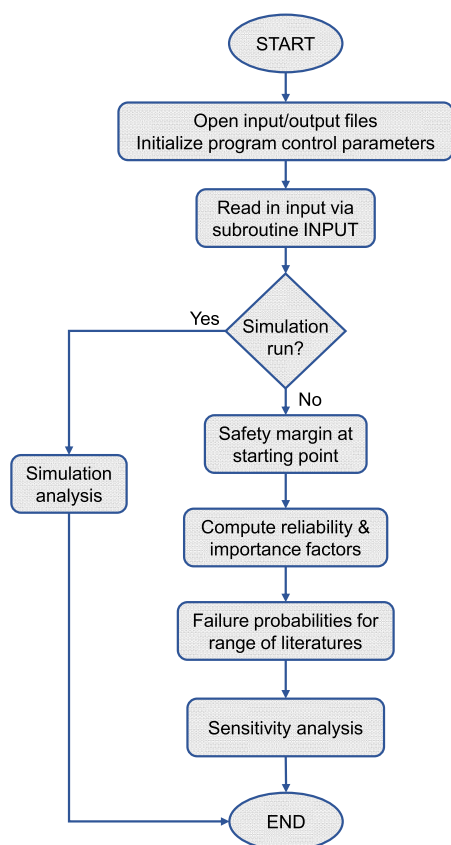 START
Open input/output files
Initialize program control parameters
Read in input via
subroutine INPUT
Yes
Simulation
run?
No
Safety margin at
starting point
Simulation
analysis
Compute reliability &
importance factors
Failure probabilities for
range of literatures
Sensitivity analysis
END